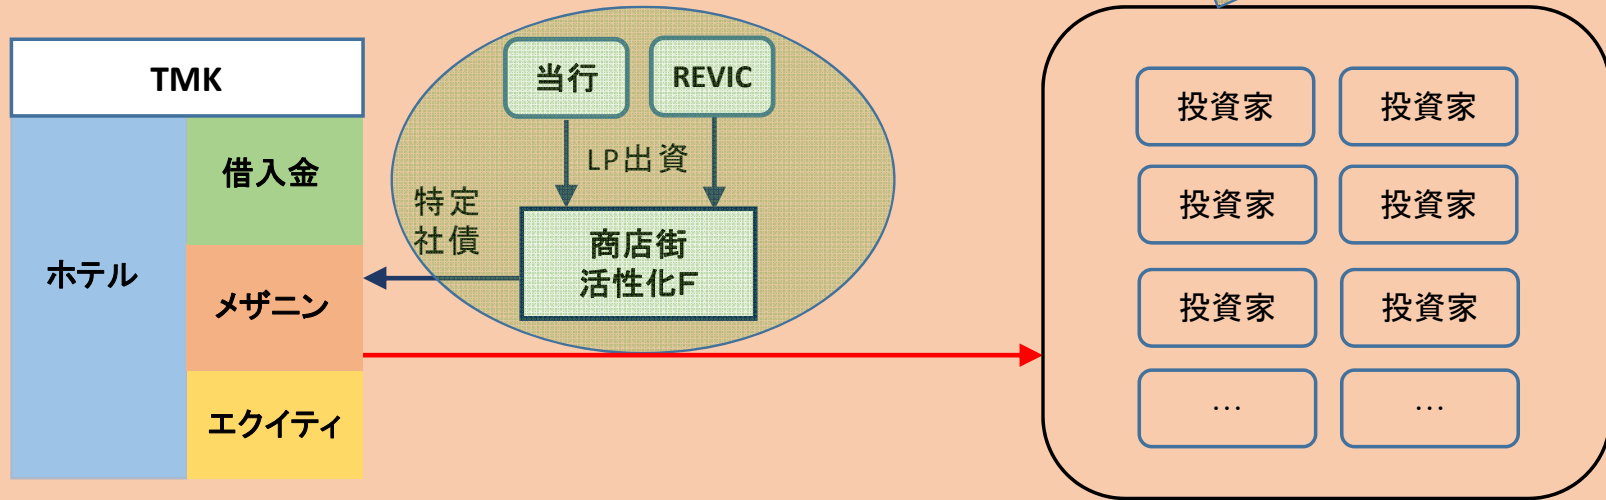 TMK
ホテル
借入金
メザニン
エクイティ
当行
REVIC
LP出資
特定
社債
商店街
活性化F
投資家
投資家
投資家
投資家
投資家
投資家
…
…